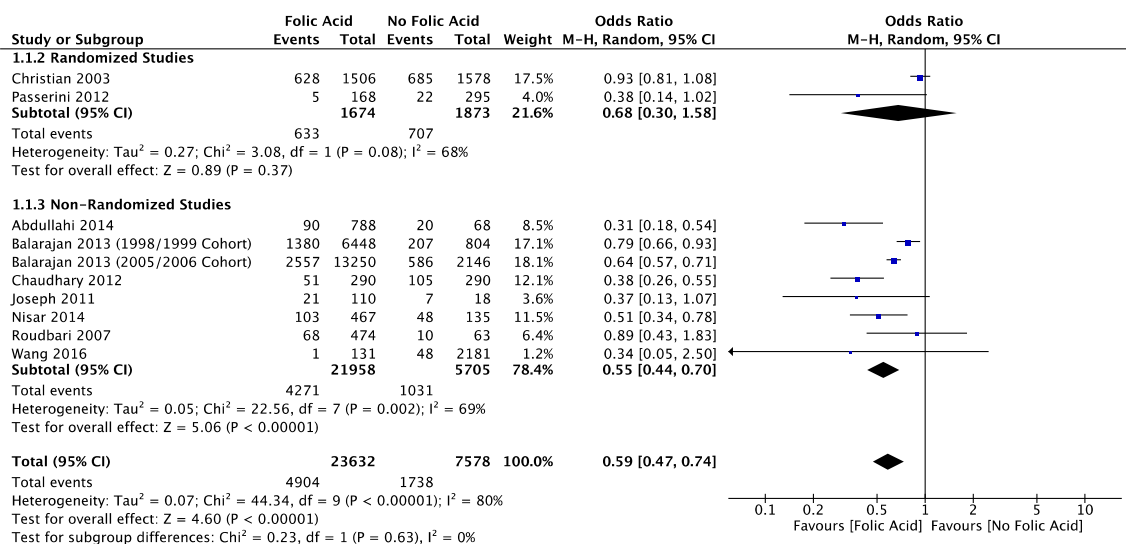 Folic Acid No Folic Acid Odds Ratio Odds Ratio
Study or Subgroup Events Total Events Total Weight M-H, Random, 95% CI M-H, Random, 95% CI
1.1.2 Randomized Studies
Christian 2003 628 1506 685 1578 17.5% 0.93 [0.81, 1.08]
Passerini 2012 5 168 22 295 4.0% 0.38 [0.14, 1.02]
Subtotal (95% CI) 1674 1873 21.6% 0.68 [0.30, 1.58]
Total events 633 707
Heterogeneity: Tau² = 0.27; Chi² = 3.08, df = 1 (P = 0.08); I² = 68%
Test for overall effect: Z = 0.89 (P = 0.37)
1.1.3 Non-Randomized Studies
Abdullahi 2014 90 788 20 68 8.5% 0.31 [0.18, 0.54]
Balarajan 2013 (1998/1999 Cohort) 1380 6448 207 804 17.1% 0.79 [0.66, 0.93]
Balarajan 2013 (2005/2006 Cohort) 2557 13250 586 2146 18.1% 0.64 [0.57, 0.71]
Chaudhary 2012 51 290 105 290 12.1% 0.38 [0.26, 0.55]
Joseph 2011 21 110 7 18 3.6% 0.37 [0.13, 1.07]
Nisar 2014 103 467 48 135 11.5% 0.51 [0.34, 0.78]
Roudbari 2007 68 474 10 63 6.4% 0.89 [0.43, 1.83]
Wang 2016 1 131 48 2181 1.2% 0.34 [0.05, 2.50]
Subtotal (95% CI) 21958 5705 78.4% 0.55 [0.44, 0.70]
Total events 4271 1031
Heterogeneity: Tau² = 0.05; Chi² = 22.56, df = 7 (P = 0.002); I² = 69%
Test for overall effect: Z = 5.06 (P < 0.00001)
Total (95% CI) 23632 7578 100.0% 0.59 [0.47, 0.74]
Total events 4904 1738
Heterogeneity: Tau² = 0.07; Chi² = 44.34, df = 9 (P < 0.00001); I² = 80%
Test for overall effect: Z = 4.60 (P < 0.00001)
Test for subgroup differences: Chi² = 0.23, df = 1 (P = 0.63), I² = 0%
0.1 0.2 0.5 1 2 5 10
Favours [Folic Acid] Favours [No Folic Acid]